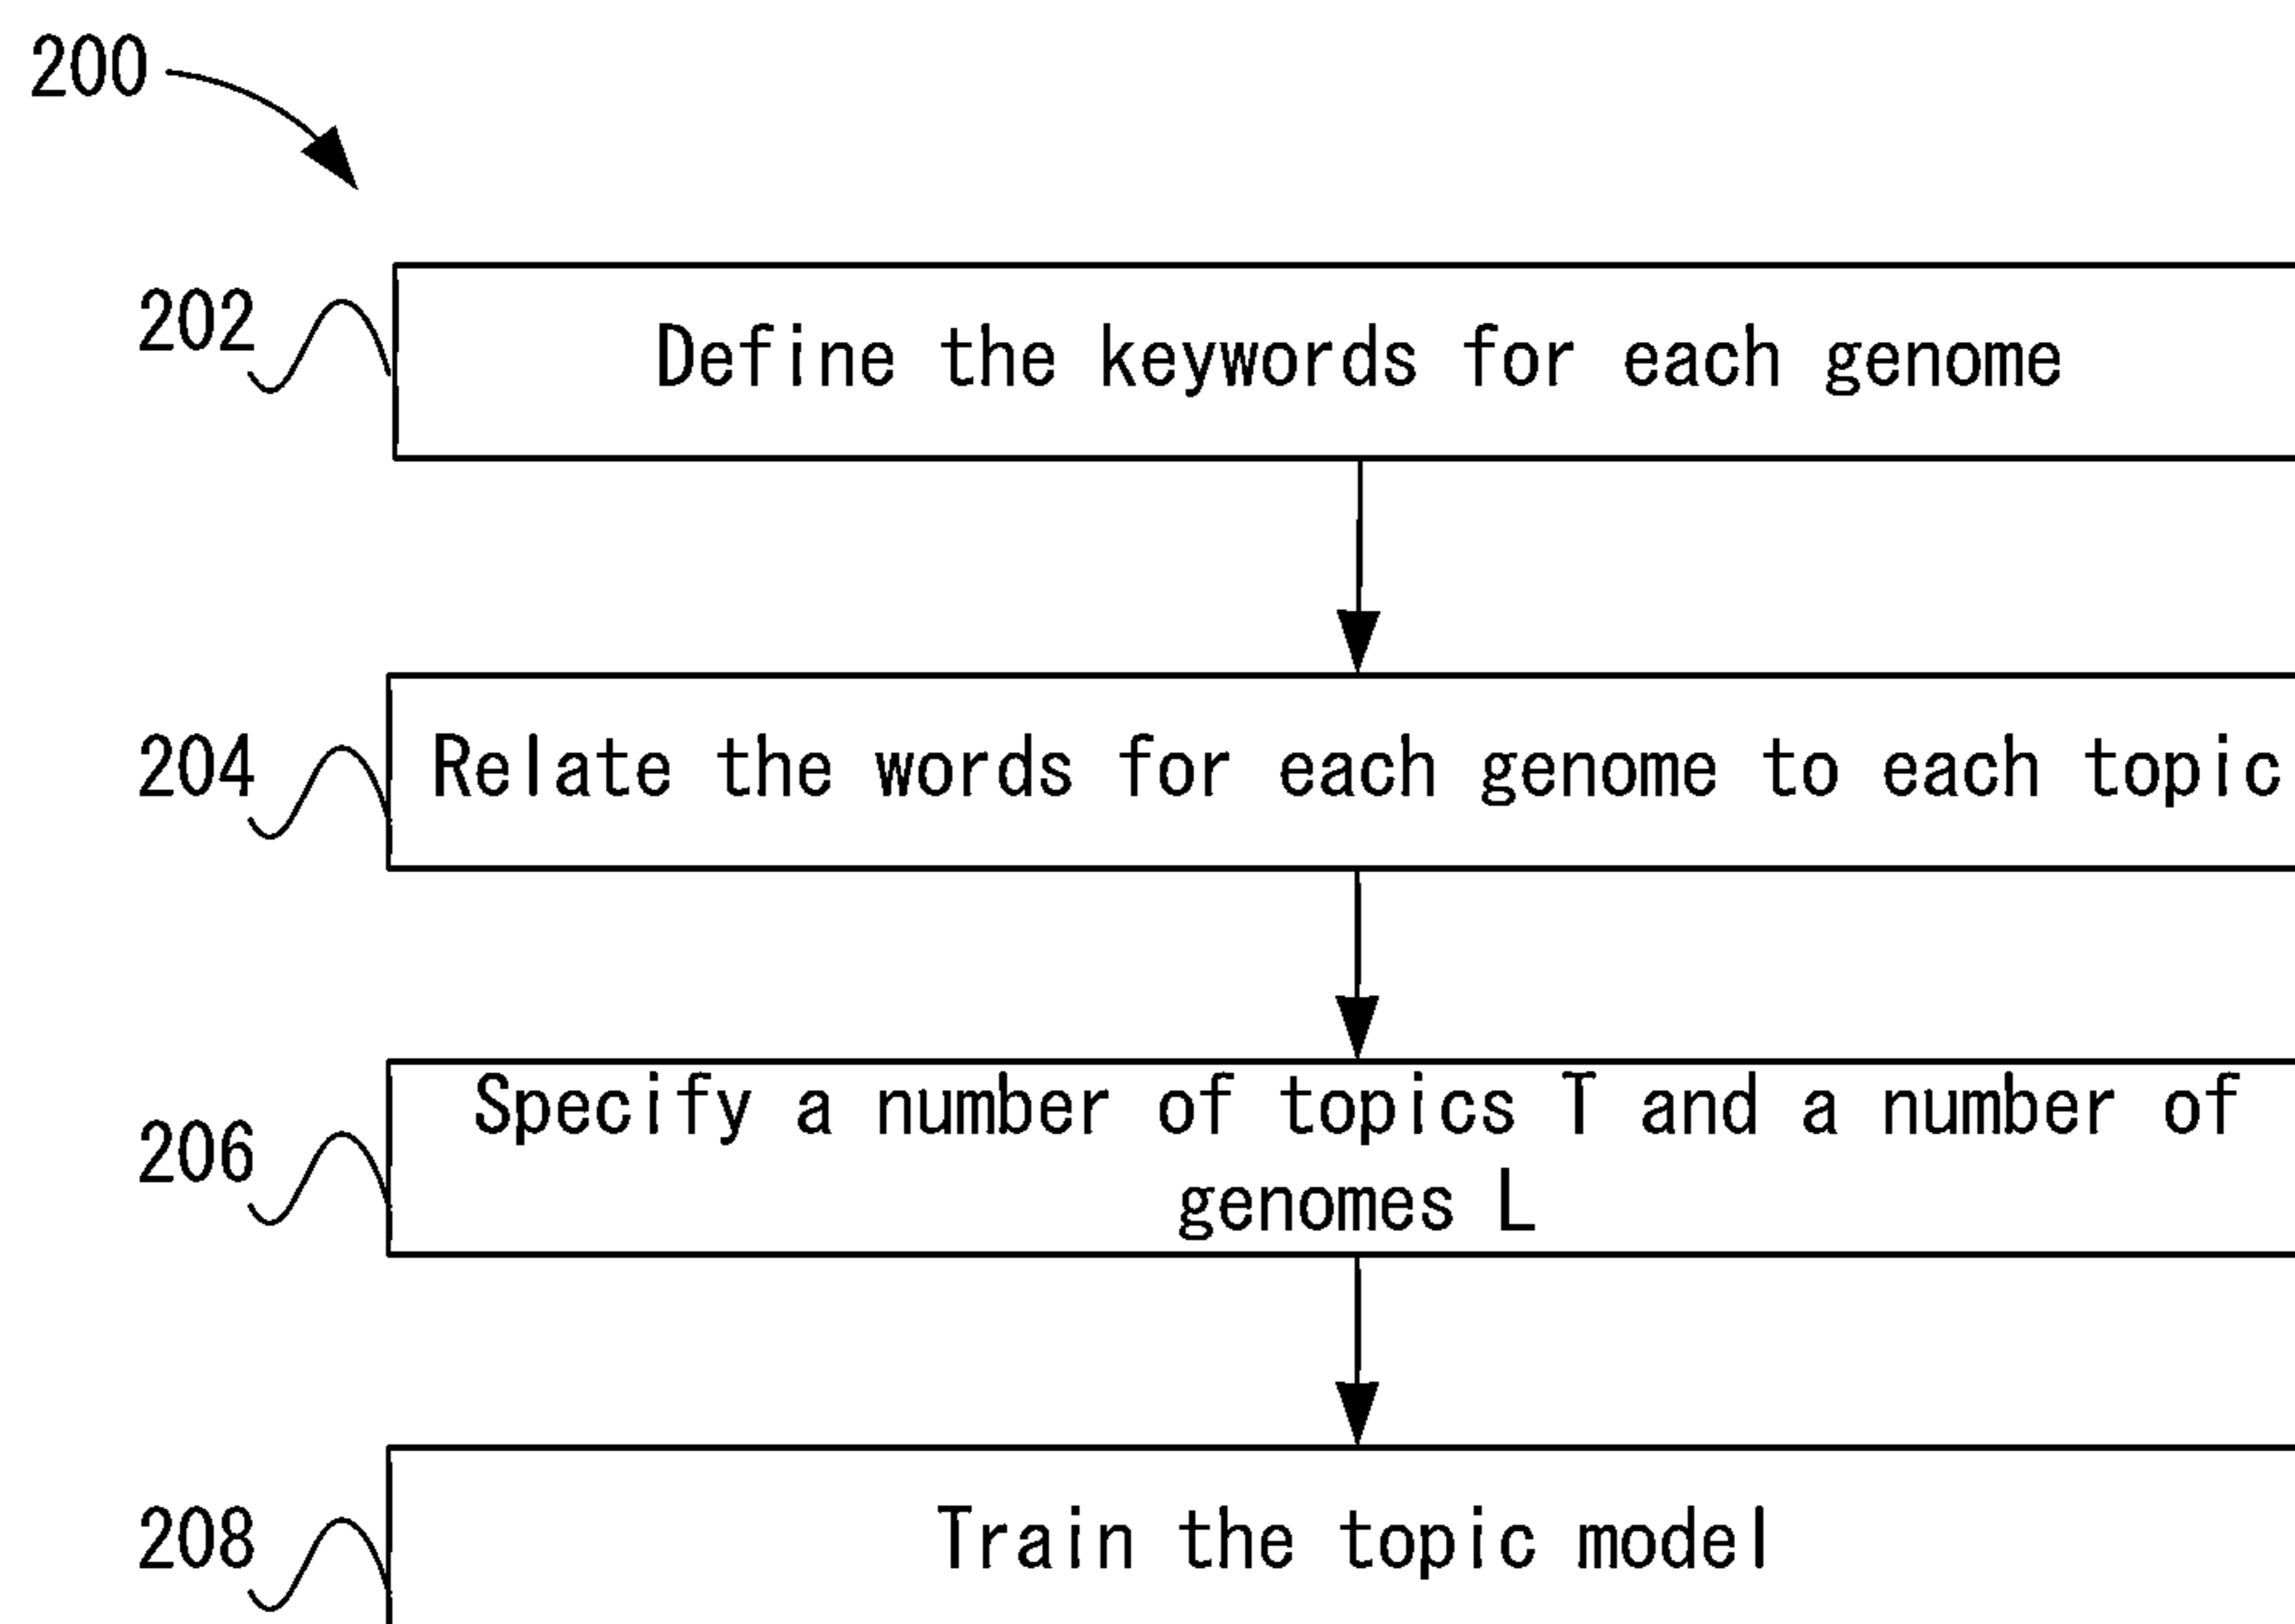 200
202
Define the keywords for each genome
204
Relate the words for each genome to each topic
206
Specify a number of topics T and a number of
genomes L
208
Train the topic model